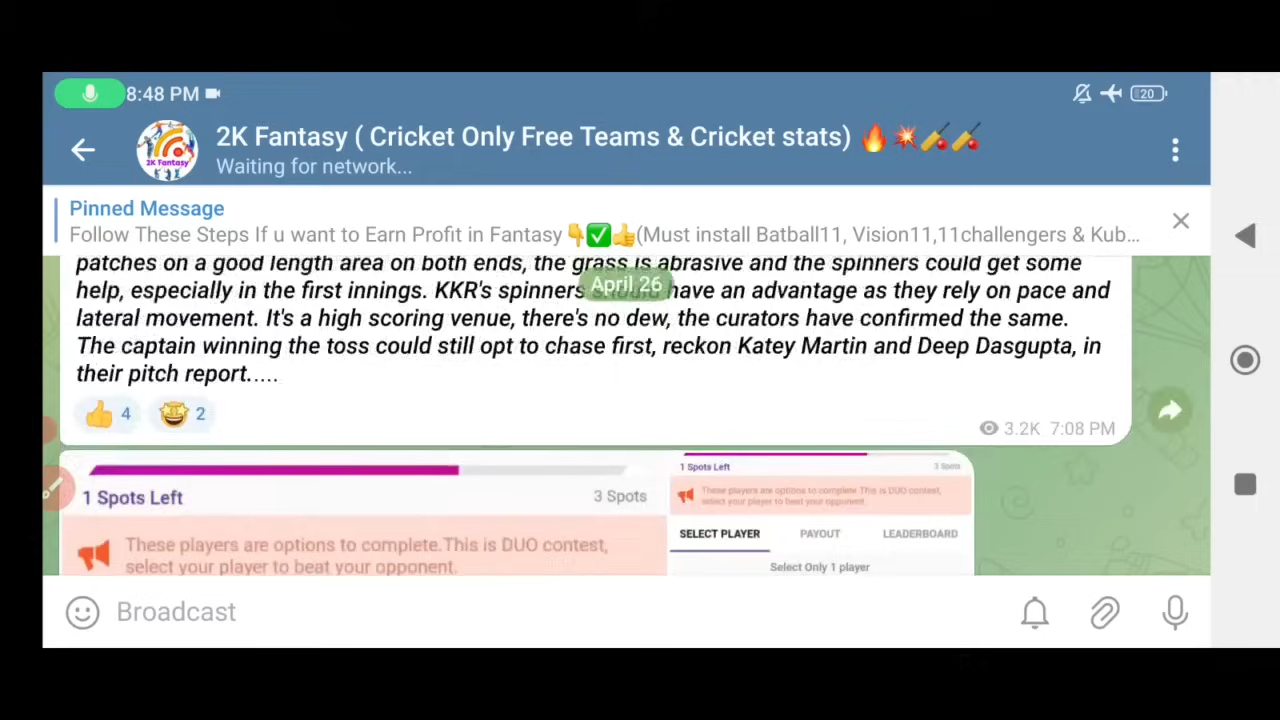 8:48 PM
20
2K Fantasy ( Cricket Only Free Teams & Cricket stats) 🔥💥🏏🏏
2K Fantasy
Waiting for network...
Pinned Message
Follow These Steps If u want to Earn Profit in Fantasy 👇✅👍(Must install Batball11, Vision11,11challengers & Kub...
patches on a good length area on both ends, the grass is abrasive and the spinners could get some
April 26
help, especially in the first innings. KKR's spinners should have an advantage as they rely on pace and
lateral movement. It's a high scoring venue, there's no dew, the curators have confirmed the same.
The captain winning the toss could still opt to chase first, reckon Katey Martin and Deep Dasgupta, in
their pitch report.....
👍 4 🤩 2
3.2K 7:08 PM
1 Spots Left
3 Spots
These players are options to complete.This is DUO contest,
select your player to beat your opponent.
1 Spots Left
3 Spots
These players are options to complete This is DUO contest,
select your player to beat your opponent.
SELECT PLAYER PAYOUT LEADERBOARD
Select Only 1 player
Broadcast